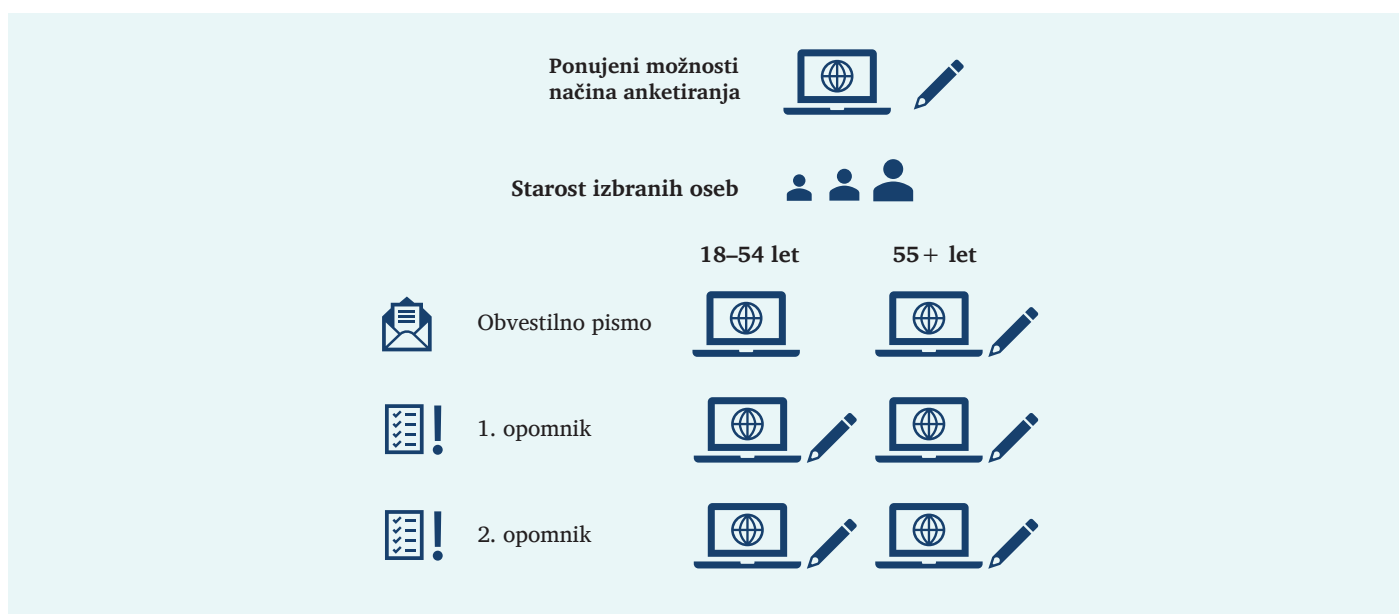 Ponujeni možnosti
načina anketiranja
Starost izbranih oseb
18–54 let
55+ let
Obvestilno pismo
1. opomnik
2. opomnik